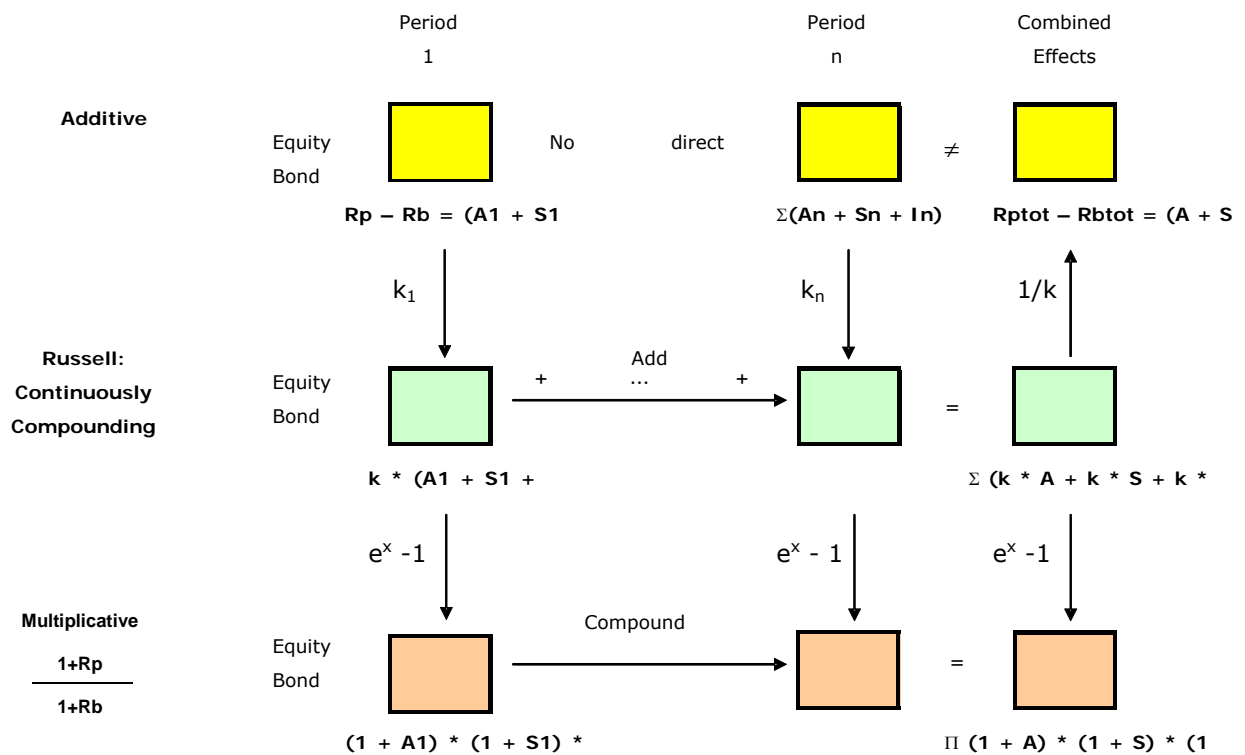 Period Period Combined
1 n Effects
Additive
Equity No direct ≠
Bond
Rp – Rb = (A1 + S1 Σ(An + Sn + In) Rptot – Rbtot = (A + S
k₁ kₙ 1/k
Russell:
Continuously
Compounding
Equity Add
+ ... + =
Bond
k * (A1 + S1 + Σ (k * A + k * S + k *
eˣ -1 eˣ - 1 eˣ -1
Multiplicative
1+Rp
1+Rb
Compound
Equity =
Bond
(1 + A1) * (1 + S1) * Π (1 + A) * (1 + S) * (1